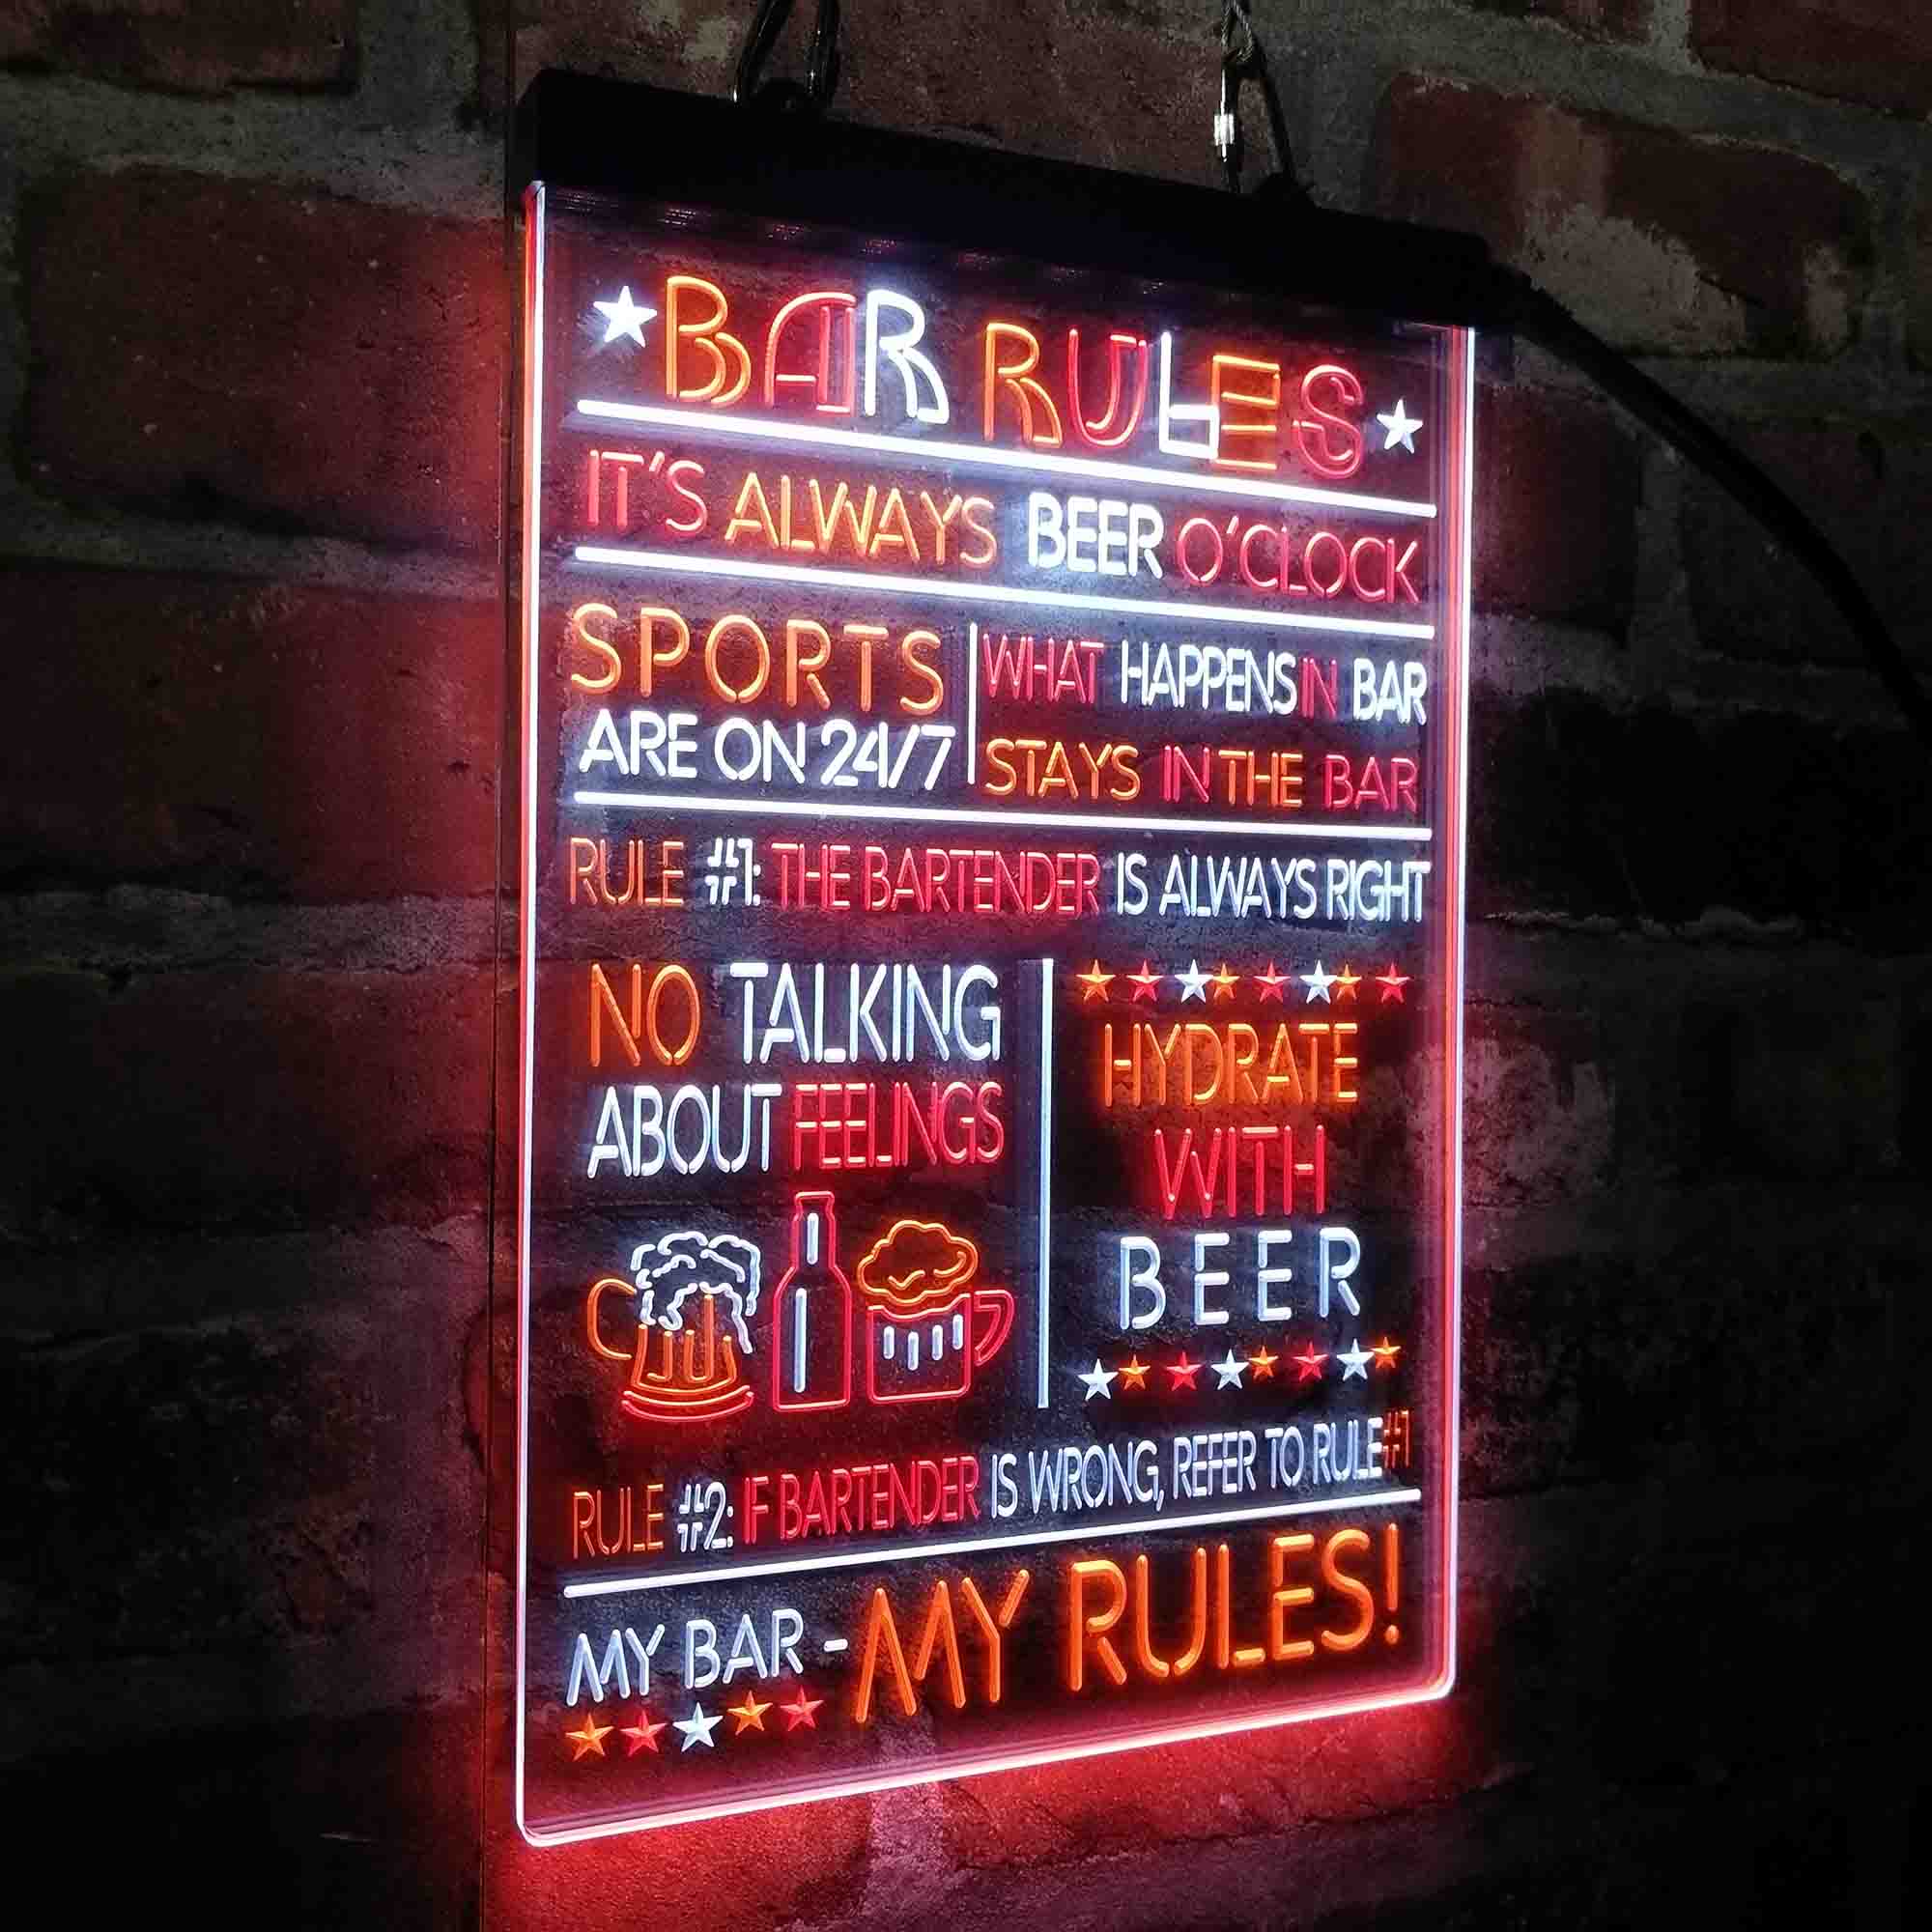 BAR RULES
IT'S ALWAYS BEER O'CLOCK
SPORTS
ARE ON 24/7
WHAT HAPPENS IN BAR
STAYS IN THE BAR
RULE #1: THE BARTENDER IS ALWAYS RIGHT
NO TALKING
ABOUT FEELINGS
HYDRATE
WITH
BEER
RULE #2: IF BARTENDER IS WRONG, REFER TO RULE #1
MY BAR - MY RULES!